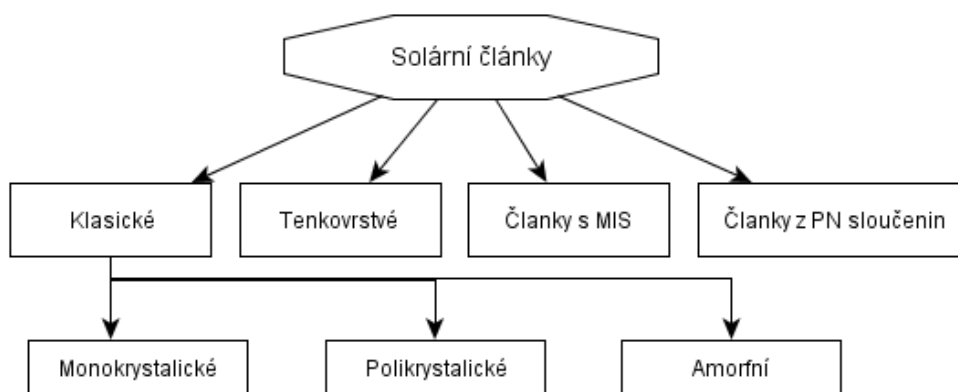 Solární články
Klasické
Tenkovrstvé
Članky s MIS
Članky z PN sloučenin
Monokrystalické
Polikrystalické
Amorfní